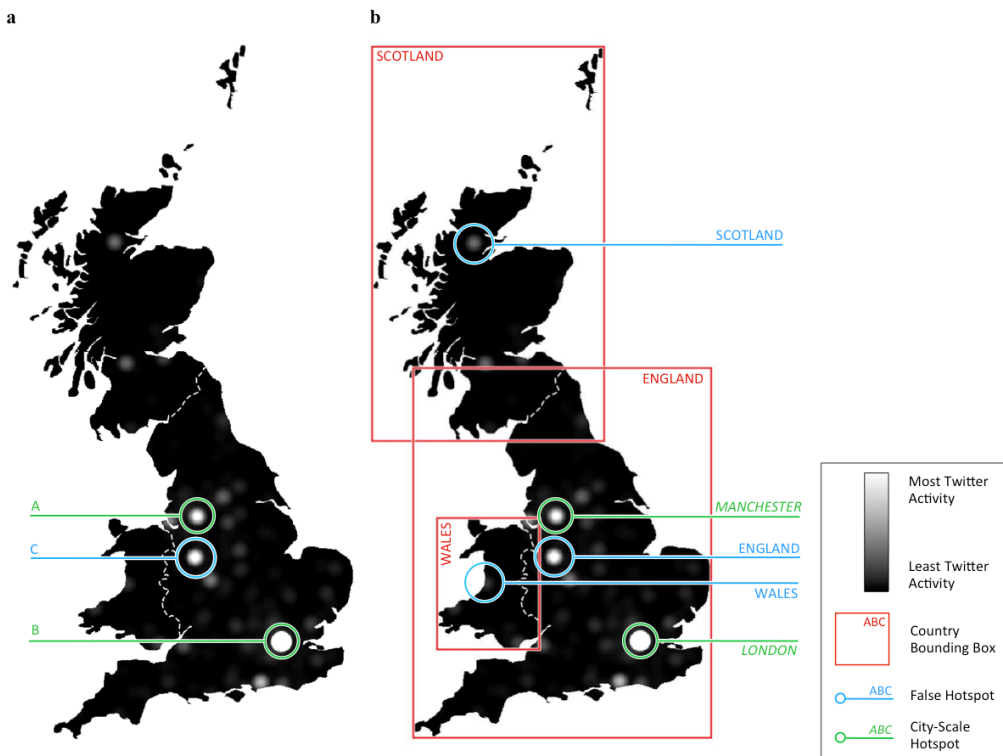 a
b
SCOTLAND
SCOTLAND
ENGLAND
A
MANCHESTER
C
ENGLAND
WALES
WALES
B
LONDON
Most Twitter
Activity
Least Twitter
Activity
ABC
Country
Bounding Box
ABC
False Hotspot
ABC
City-Scale
Hotspot